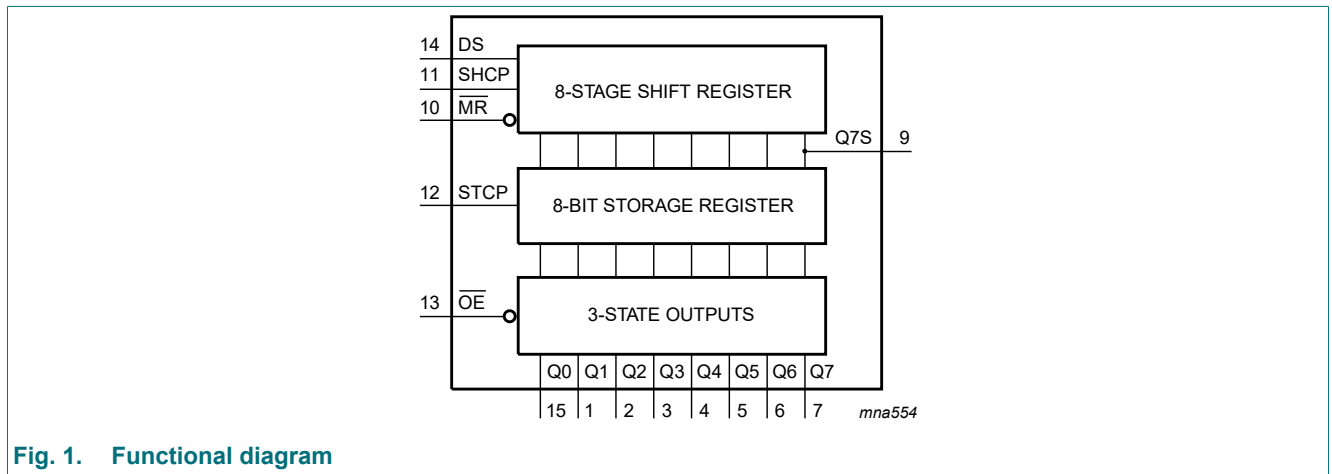 14 DS
11 SHCP
8-STAGE SHIFT REGISTER
10 M̅R̅
Q7S 9
12 STCP
8-BIT STORAGE REGISTER
13 O̅E̅
3-STATE OUTPUTS
Q0 Q1 Q2 Q3 Q4 Q5 Q6 Q7
15 1 2 3 4 5 6 7
mna554
Fig. 1. Functional diagram